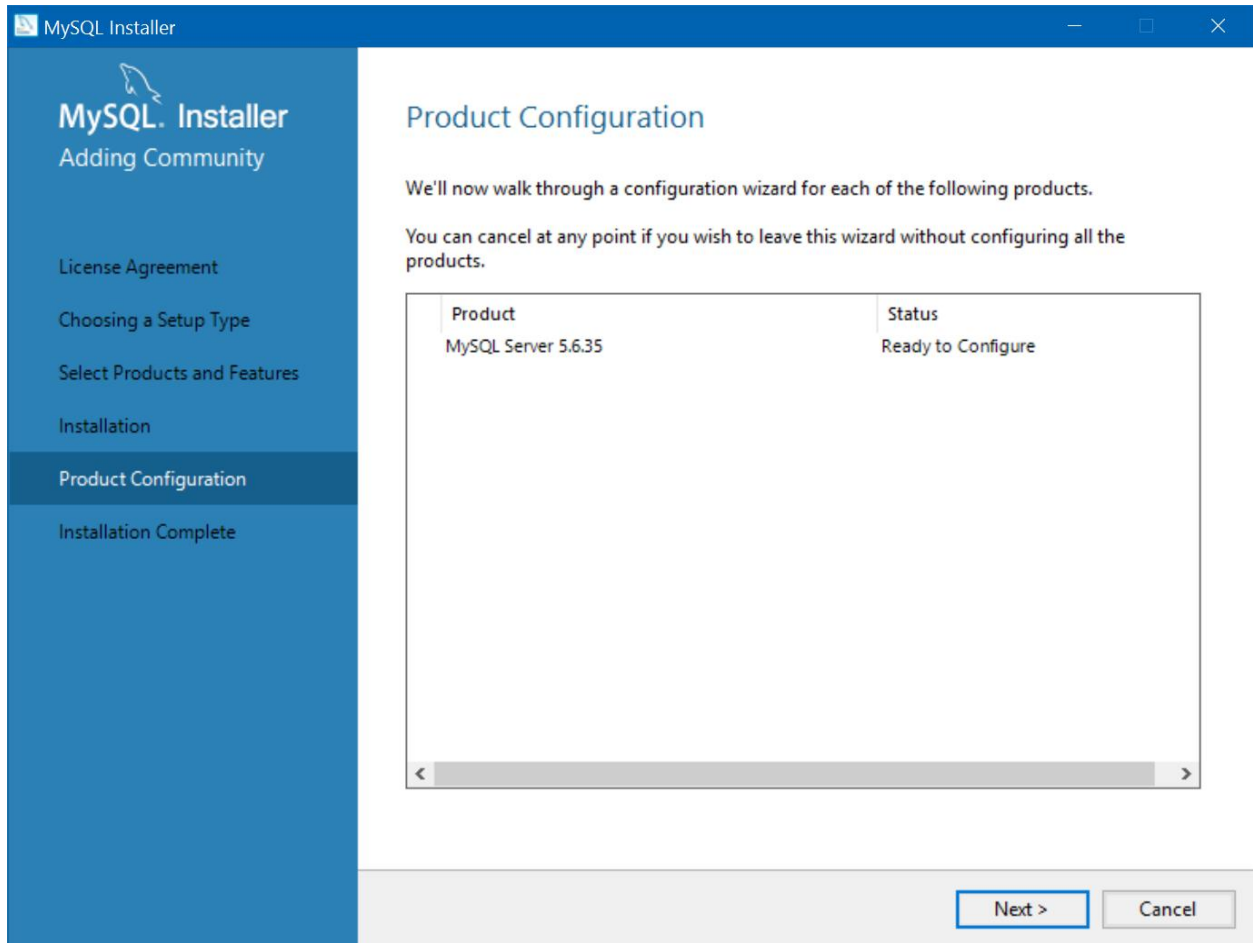 MySQL Installer
MySQL. Installer
Adding Community
License Agreement
Choosing a Setup Type
Select Products and Features
Installation
Product Configuration
Installation Complete
Product Configuration
We'll now walk through a configuration wizard for each of the following products.
You can cancel at any point if you wish to leave this wizard without configuring all the
products.
Product Status
MySQL Server 5.6.35 Ready to Configure
Next > Cancel